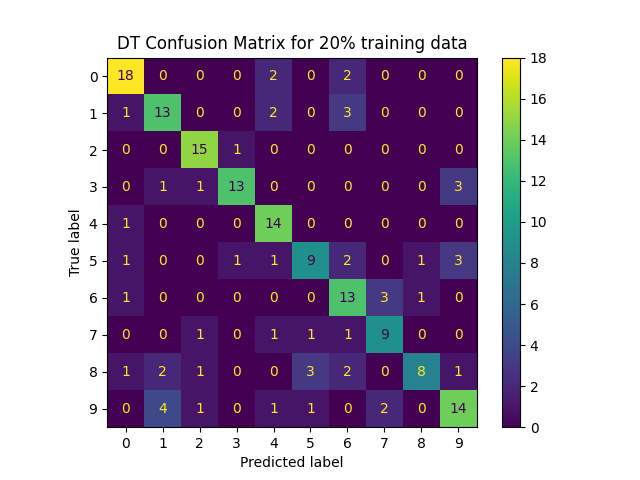 DT Confusion Matrix for 20% training data
True label
0 18 0 0 0 2 0 2 0 0 0
1 1 13 0 0 2 0 3 0 0 0
2 0 0 15 1 0 0 0 0 0 0
3 0 1 1 13 0 0 0 0 0 3
4 1 0 0 0 14 0 0 0 0 0
5 1 0 0 1 1 9 2 0 1 3
6 1 0 0 0 0 0 13 3 1 0
7 0 0 1 0 1 1 1 9 0 0
8 1 2 1 0 0 3 2 0 8 1
9 0 4 1 0 1 1 0 2 0 14
0 1 2 3 4 5 6 7 8 9
Predicted label
18
16
14
12
10
8
6
4
2
0